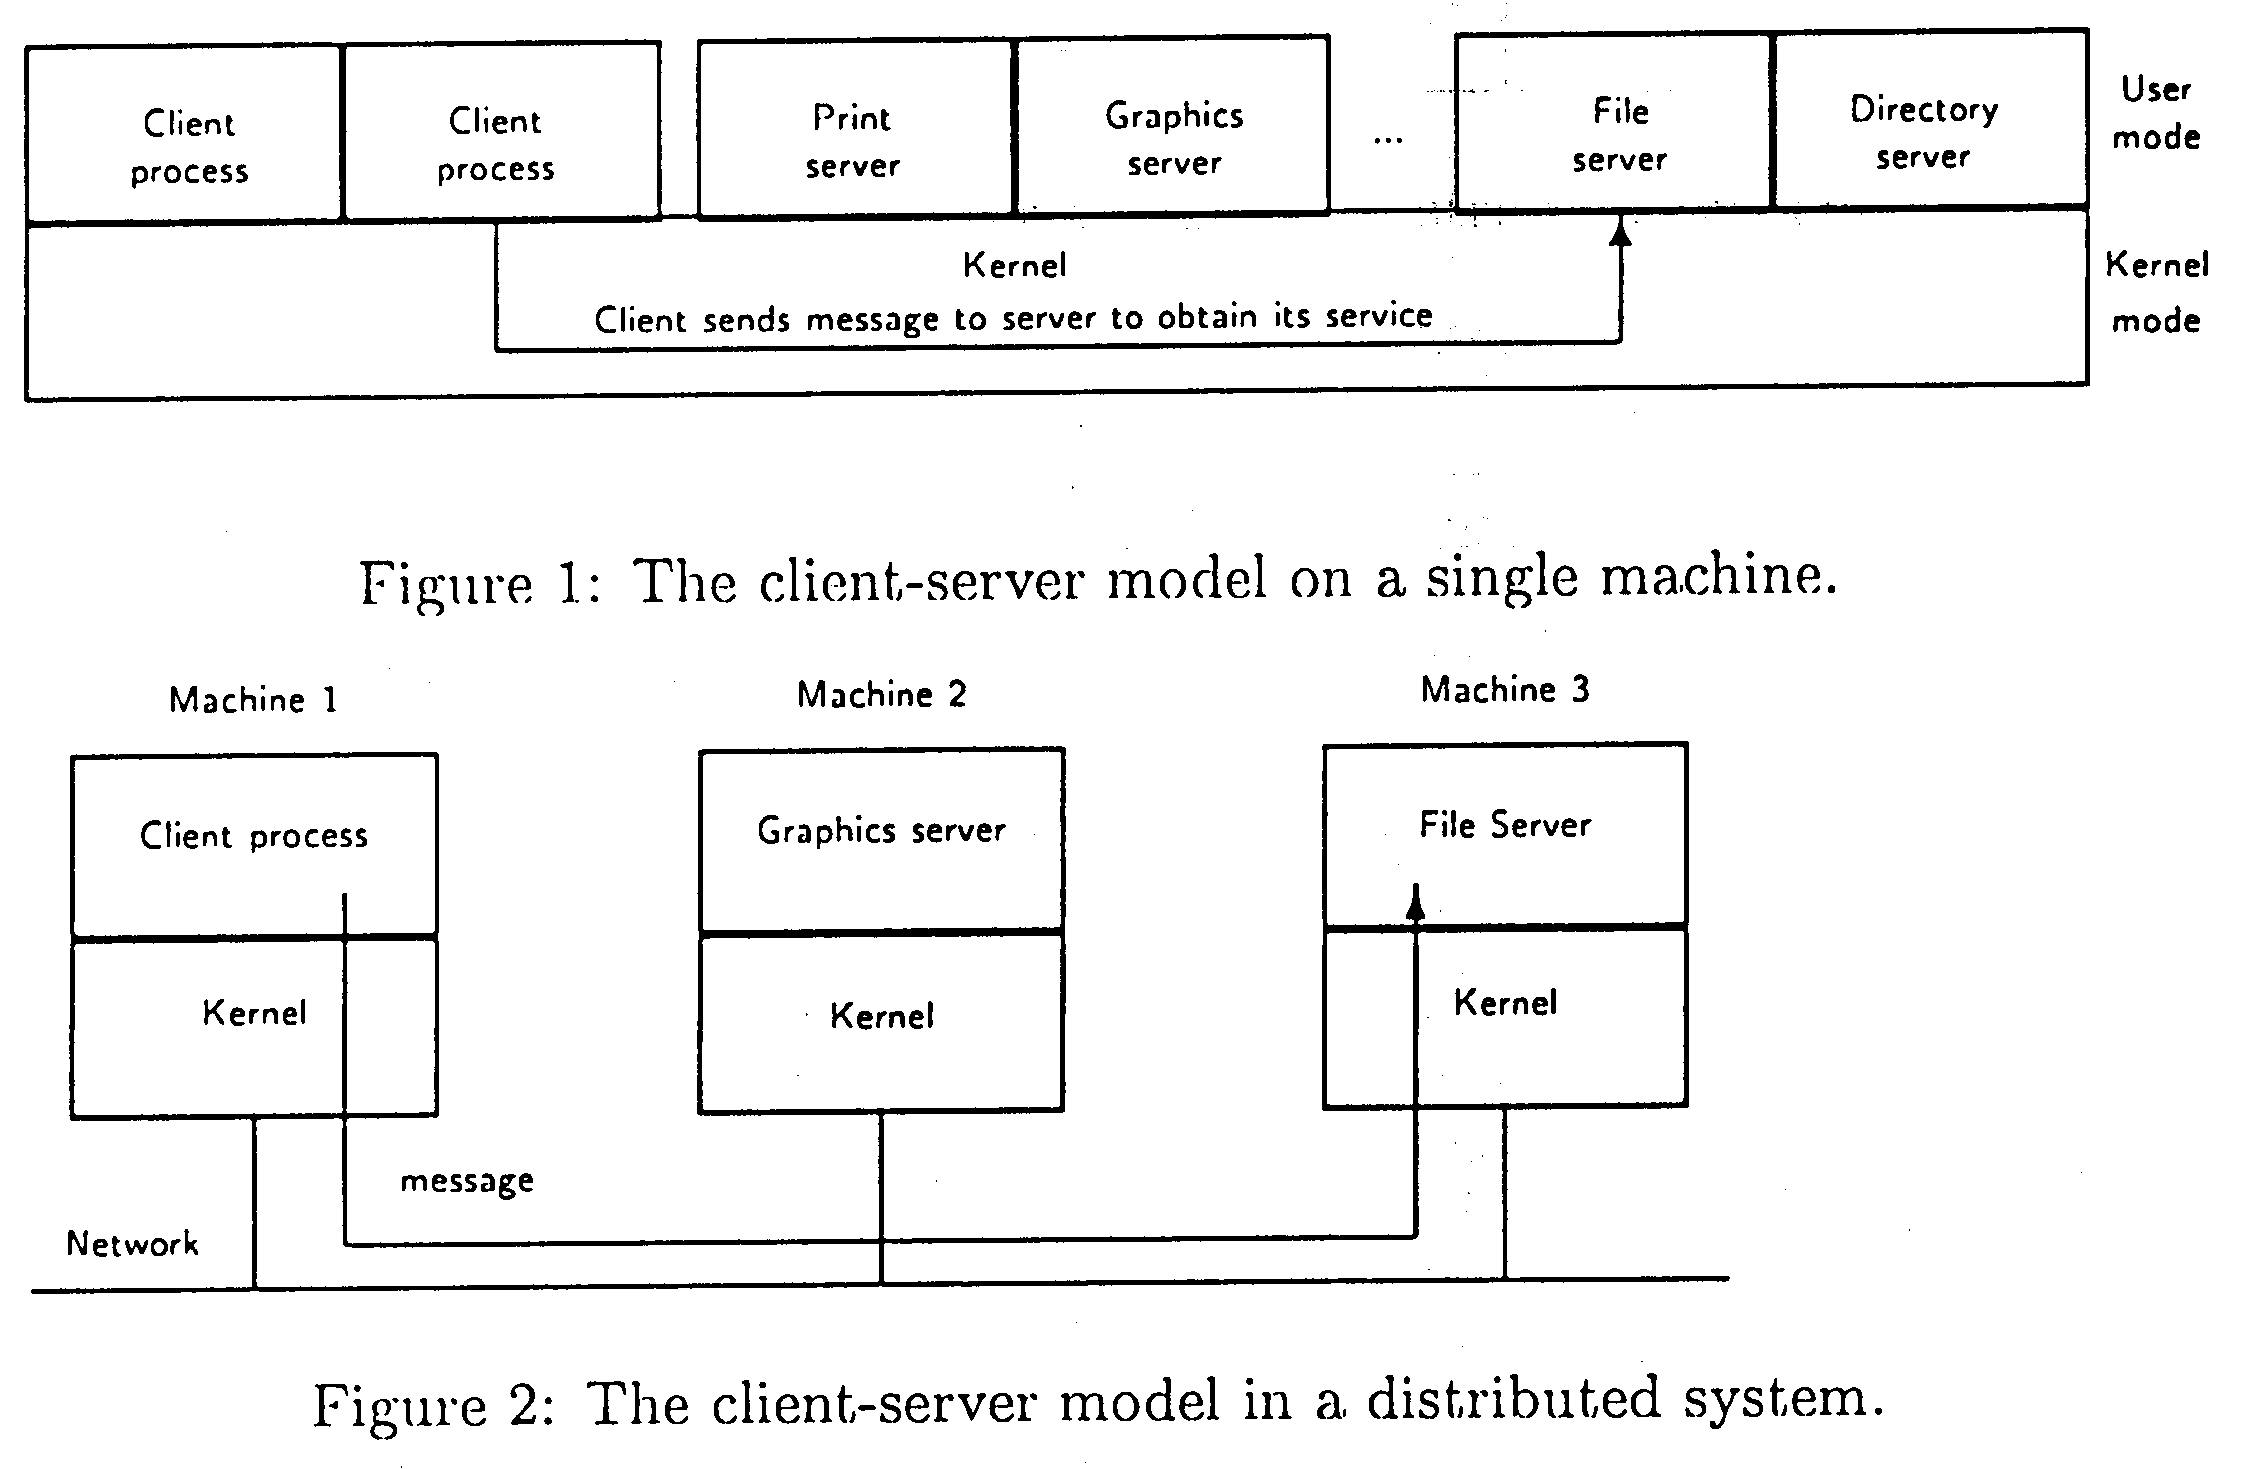 Client
process
Client
process
Print
server
Graphics
server
...
File
server
Directory
server
User
mode
Kernel
Client sends message to server to obtain its service
Kernel
mode
Figure 1: The client-server model on a single machine.
Machine 1
Machine 2
Machine 3
Client process
Graphics server
File Server
Kernel
Kernel
Kernel
message
Network
Figure 2: The client-server model in a distributed system.